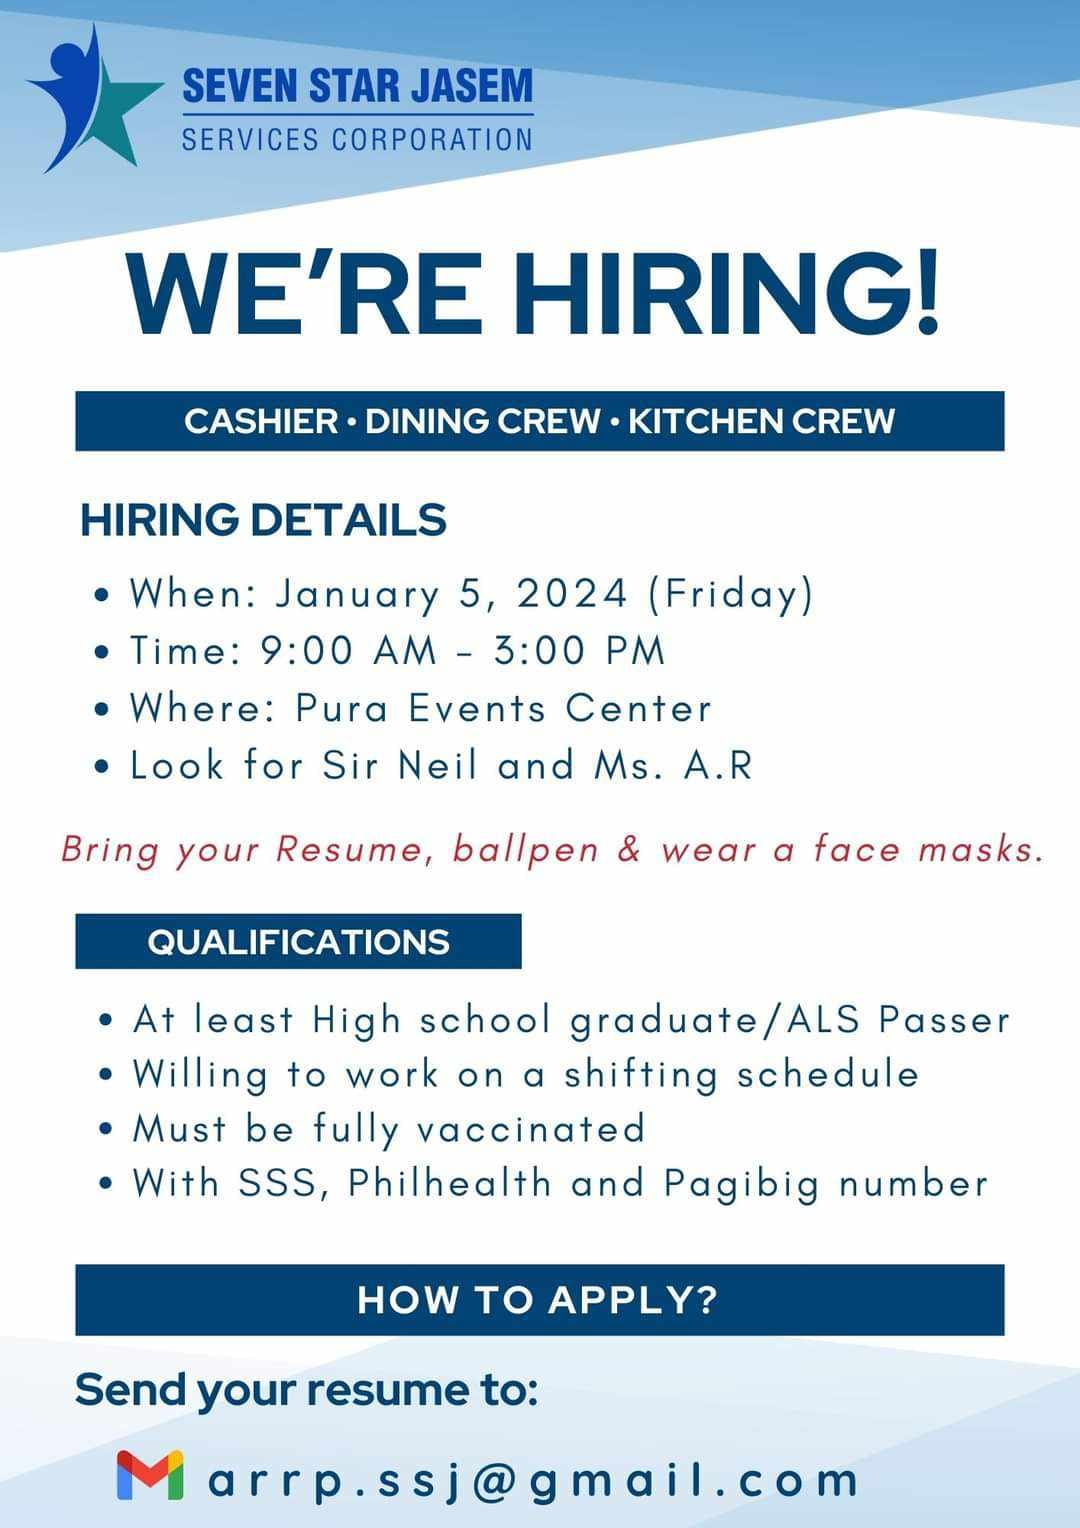 SEVEN STAR JASEM
SERVICES CORPORATION
WE'RE HIRING!
CASHIER • DINING CREW • KITCHEN CREW
HIRING DETAILS
• When: January 5, 2024 (Friday)
• Time: 9:00 AM - 3:00 PM
• Where: Pura Events Center
• Look for Sir Neil and Ms. A.R
Bring your Resume, ballpen & wear a face masks.
QUALIFICATIONS
• At least High school graduate/ALS Passer
• Willing to work on a shifting schedule
• Must be fully vaccinated
• With SSS, Philhealth and Pagibig number
HOW TO APPLY?
Send your resume to:
arrp.ssj@gmail.com